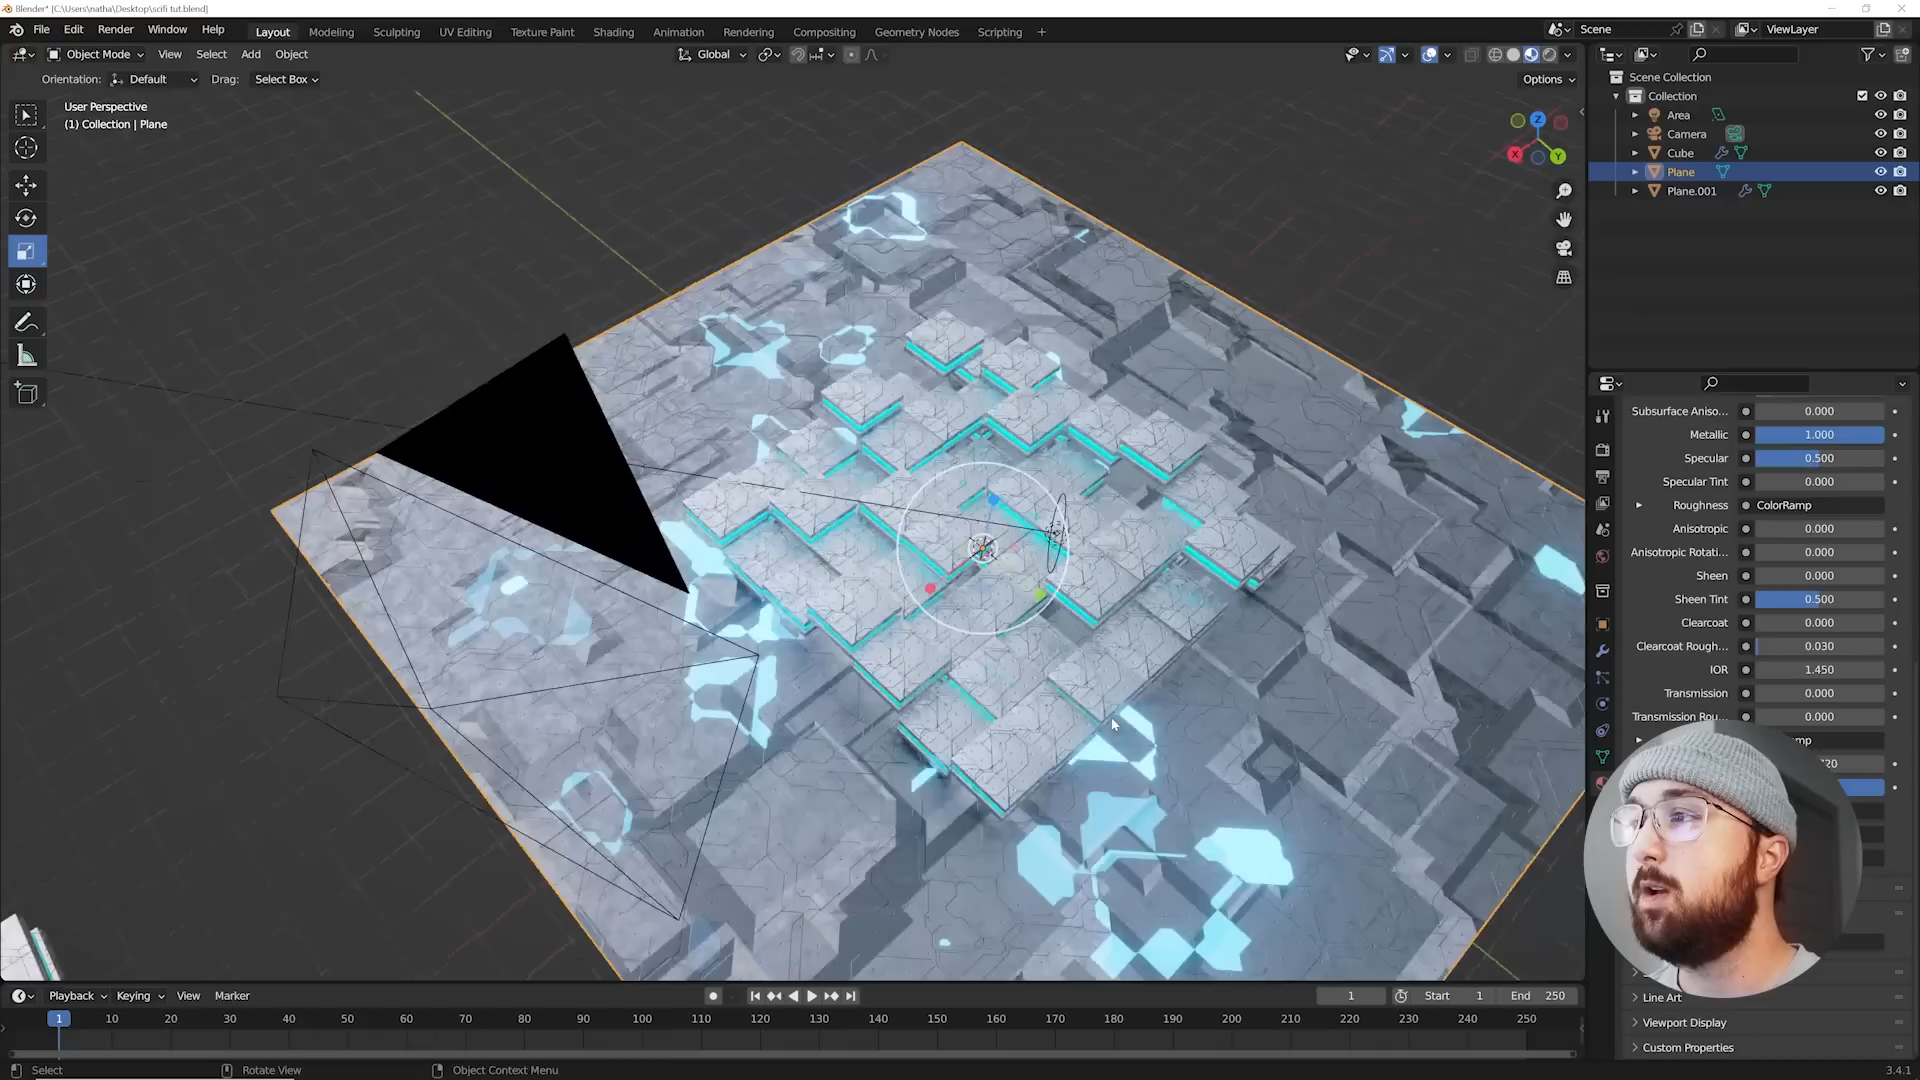 Blender* [C:\Users\natha\Desktop\scifi tut.blend]
File Edit Render Window Help Layout Modeling Sculpting UV Editing Texture Paint Shading Animation Rendering Compositing Geometry Nodes Scripting + Scene ViewLayer
Object Mode View Select Add Object Global
Orientation: Default Drag: Select Box Options
User Perspective
(1) Collection | Plane
Z
X
Y
Scene Collection
Collection
Area
Camera
Cube
Plane
Plane.001
Subsurface Aniso... 0.000
Metallic 1.000
Specular 0.500
Specular Tint 0.000
Roughness ColorRamp
Anisotropic 0.000
Anisotropic Rotati... 0.000
Sheen 0.000
Sheen Tint 0.500
Clearcoat 0.000
Clearcoat Rough... 0.030
IOR 1.450
Transmission 0.000
Transmission Rou... 0.000
Line Art
Viewport Display
Custom Properties
Playback Keying View Marker 1 Start 1 End 250
1 10 20 30 40 50 60 70 80 90 100 110 120 130 140 150 160 170 180 190 200 210 220 230 240 250
Select Rotate View Object Context Menu 3.4.1